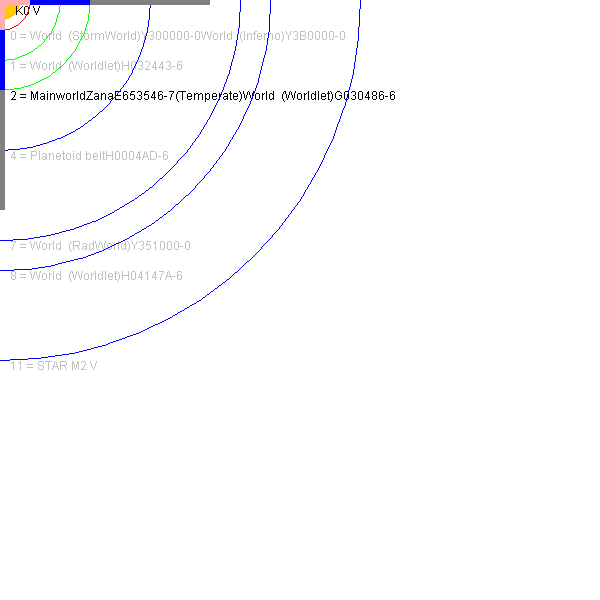 K0 V
0 = World (StormWorld)Y300000-0World (Inferno)Y3B0000-0
1 = World (Worldlet)H032443-6
2 = MainworldZanaE653546-7(Temperate)World (Worldlet)G030486-6
4 = Planetoid beltH0004AD-6
7 = World (RadWorld)Y351000-0
8 = World (Worldlet)H04147A-6
11 = STAR M2 V